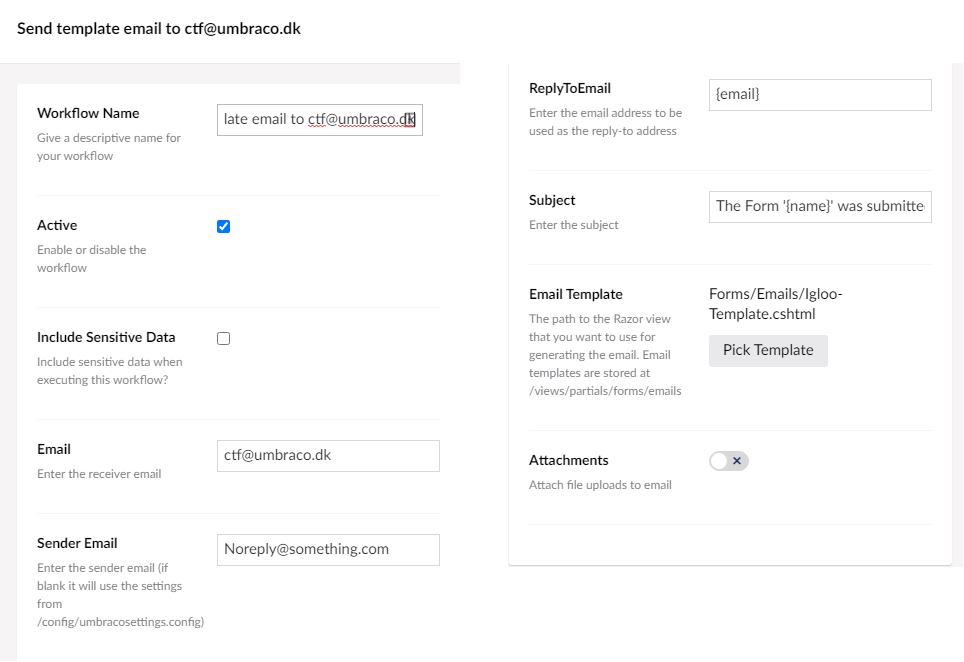 Send template email to ctf@umbraco.dk
Workflow Name
late email to ctf@umbraco.dk
Give a descriptive name for
your workflow
Active
Enable or disable the
workflow
Include Sensitive Data
Include sensitive data when
executing this workflow?
Email
ctf@umbraco.dk
Enter the receiver email
Sender Email
Noreply@something.com
Enter the sender email (if
blank it will use the settings
from
/config/umbracosettings.config)
ReplyToEmail
{email}
Enter the email address to be
used as the reply-to address
Subject
The Form '{name}' was submitte
Enter the subject
Email Template
Forms/Emails/Igloo-
Template.cshtml
The path to the Razor view
that you want to use for
generating the email. Email
templates are stored at
/views/partials/forms/emails
Pick Template
Attachments
Attach file uploads to email